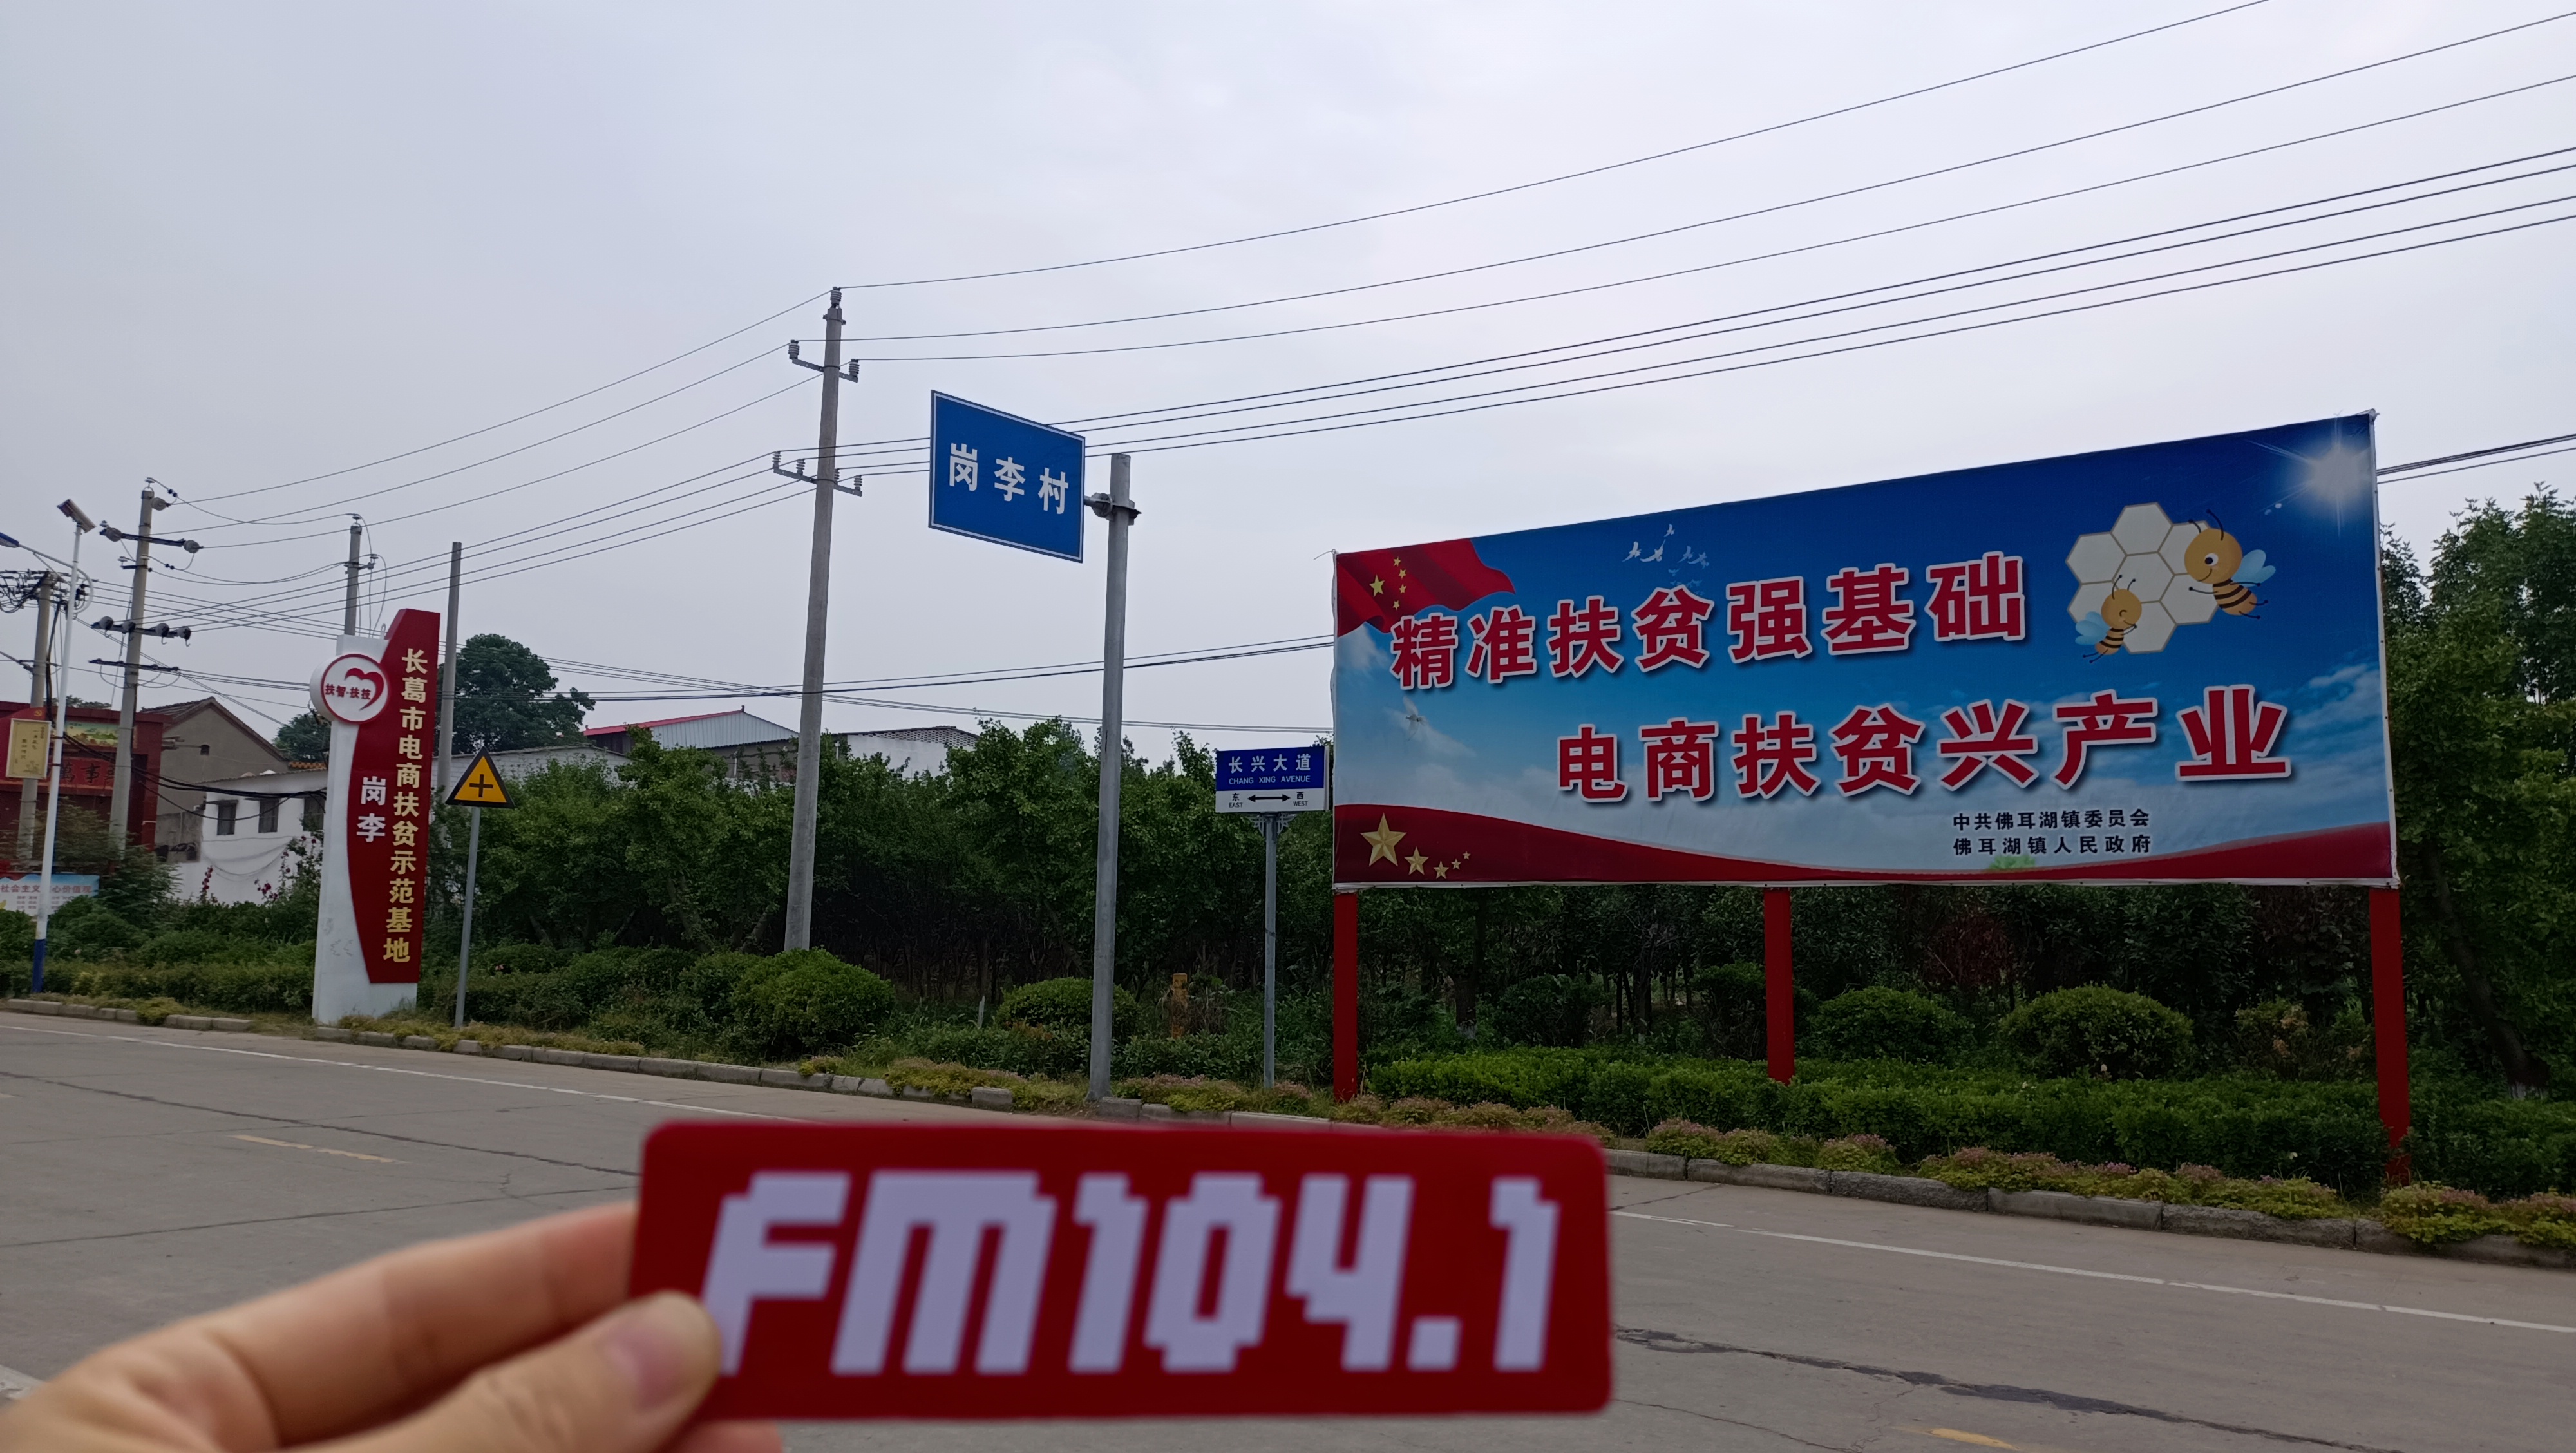 岗李村
精准扶贫强基础
电商扶贫兴产业
中共佛耳湖镇委员会
佛耳湖镇人民政府
长兴大道
CHANG XING AVENUE
东 西
EAST WEST
扶智·扶技
长葛市电商扶贫示范基地
岗李
FM104.1